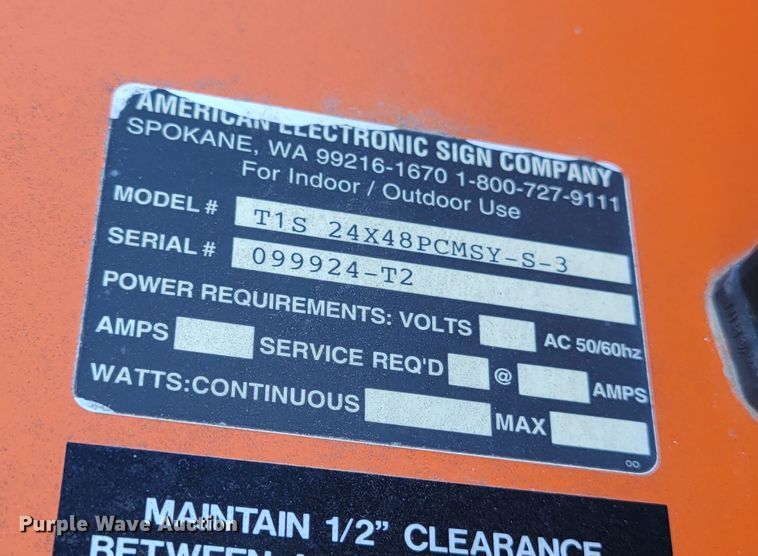 AMERICAN ELECTRONIC SIGN COMPANY
SPOKANE, WA 99216-1670 1-800-727-9111
For Indoor / Outdoor Use
MODEL # T1S 24X48PCMSY-S-3
SERIAL # 099924-T2
POWER REQUIREMENTS: VOLTS AC 50/60hz
AMPS SERVICE REQ'D @ AMPS
WATTS:CONTINUOUS MAX
MAINTAIN 1/2” CLEARANCE
BETWEEN
Purple Wave Auction